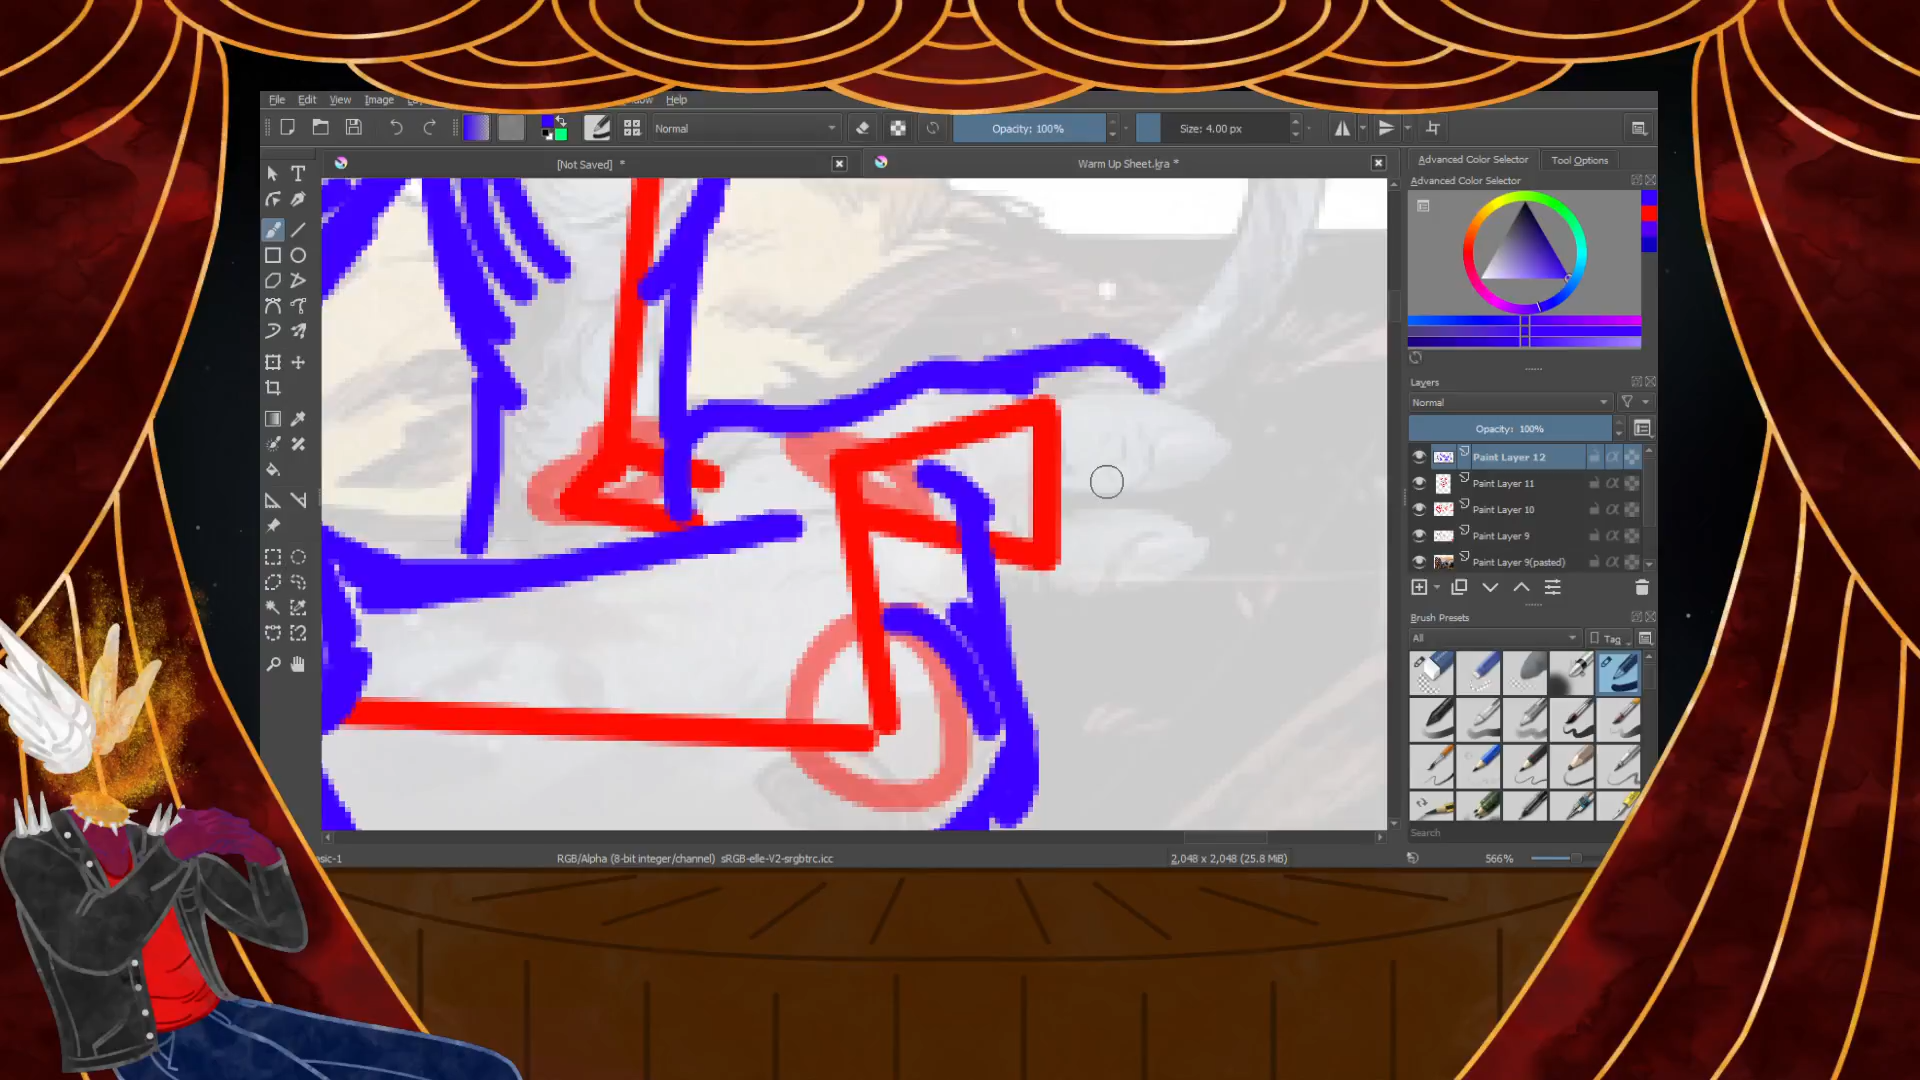 File Edit View Image Help
Normal
Opacity: 100%
Size: 4.00 px
[Not Saved] *
Warm Up Sheet.kra *
Advanced Color Selector
Tool Options
Advanced Color Selector
Layers
Normal
Opacity: 100%
Paint Layer 12
Paint Layer 11
Paint Layer 10
Paint Layer 9
Paint Layer 9(pasted)
Brush Presets
All
Tag
Search
RGB/Alpha (8-bit integer/channel) sRGB-elle-V2-srgbtrc.icc
2,048 x 2,048 (25.8 MiB)
566%